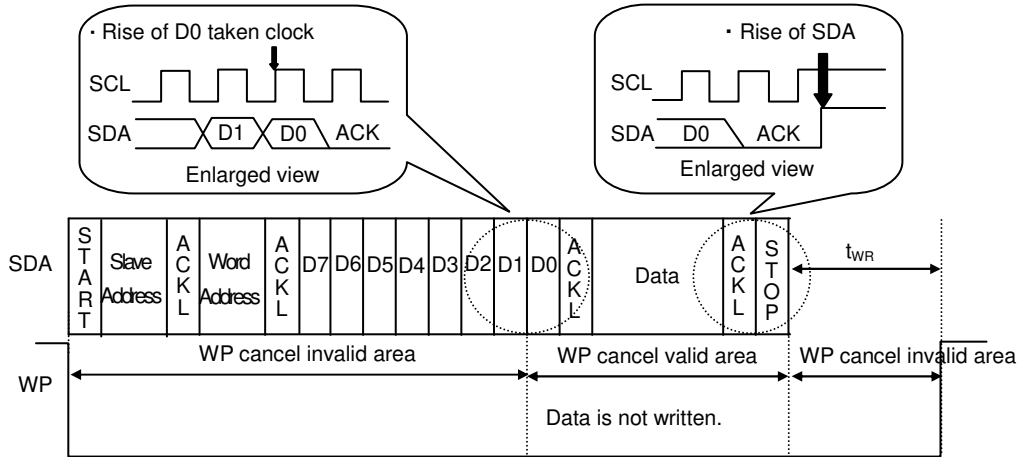 ・Rise of D0 taken clock
SCL
SDA D1 D0 ACK
Enlarged view
・Rise of SDA
SCL
SDA D0 ACK
Enlarged view
SDA
START
Slave Address
ACKL
Word Address
ACKL
D7 D6 D5 D4 D3 D2 D1 D0
ACKL
Data
ACKL
STOP
tWR
WP cancel invalid area
WP cancel valid area
WP cancel invalid area
WP
Data is not written.